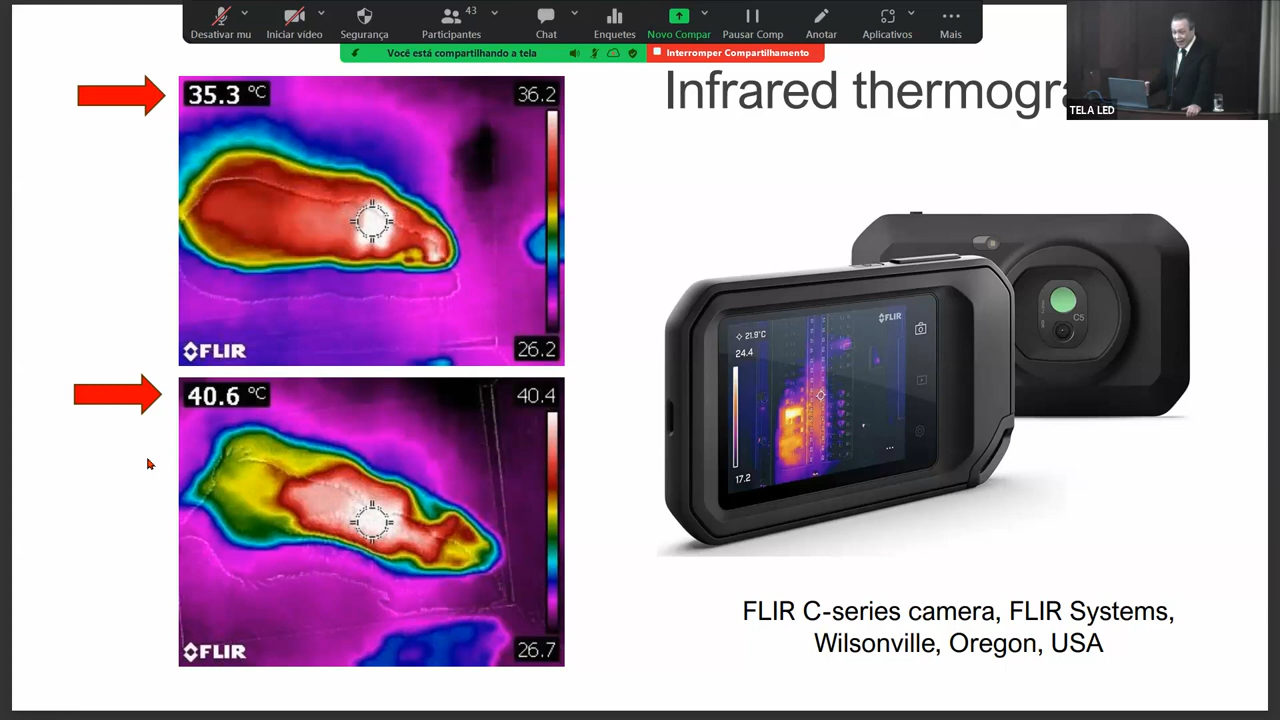 43
Desativar mu
Iniciar vídeo
Segurança
Participantes
Chat
Enquetes
Novo Compar
Pausar Comp
Anotar
Aplicativos
Mais
Você está compartilhando a tela
Interromper Compartilhamento
TELA LED
Infrared thermogra
35.3 °C
36.2
FLIR
26.2
40.6 °C
40.4
FLIR
26.7
21.9°C
FLIR
24.4
17.2
C5
FLIR C-series camera, FLIR Systems,
Wilsonville, Oregon, USA